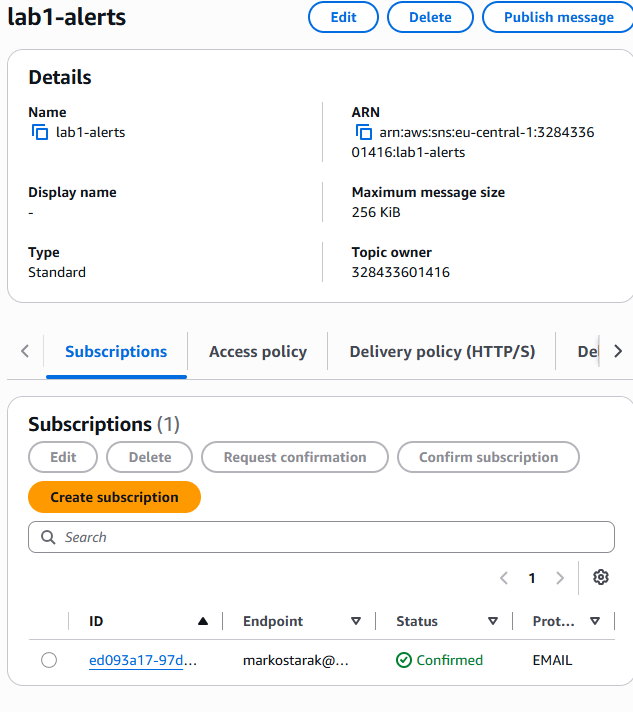 lab1-alerts
Edit
Delete
Publish message
Details
Name
lab1-alerts
ARN
arn:aws:sns:eu-central-1:3284336
01416:lab1-alerts
Display name
-
Maximum message size
256 KiB
Type
Standard
Topic owner
328433601416
Subscriptions
Access policy
Delivery policy (HTTP/S)
Del
Subscriptions (1)
Edit
Delete
Request confirmation
Confirm subscription
Create subscription
Search
1
ID
Endpoint
Status
Prot...
ed093a17-97d...
markostarak@...
Confirmed
EMAIL